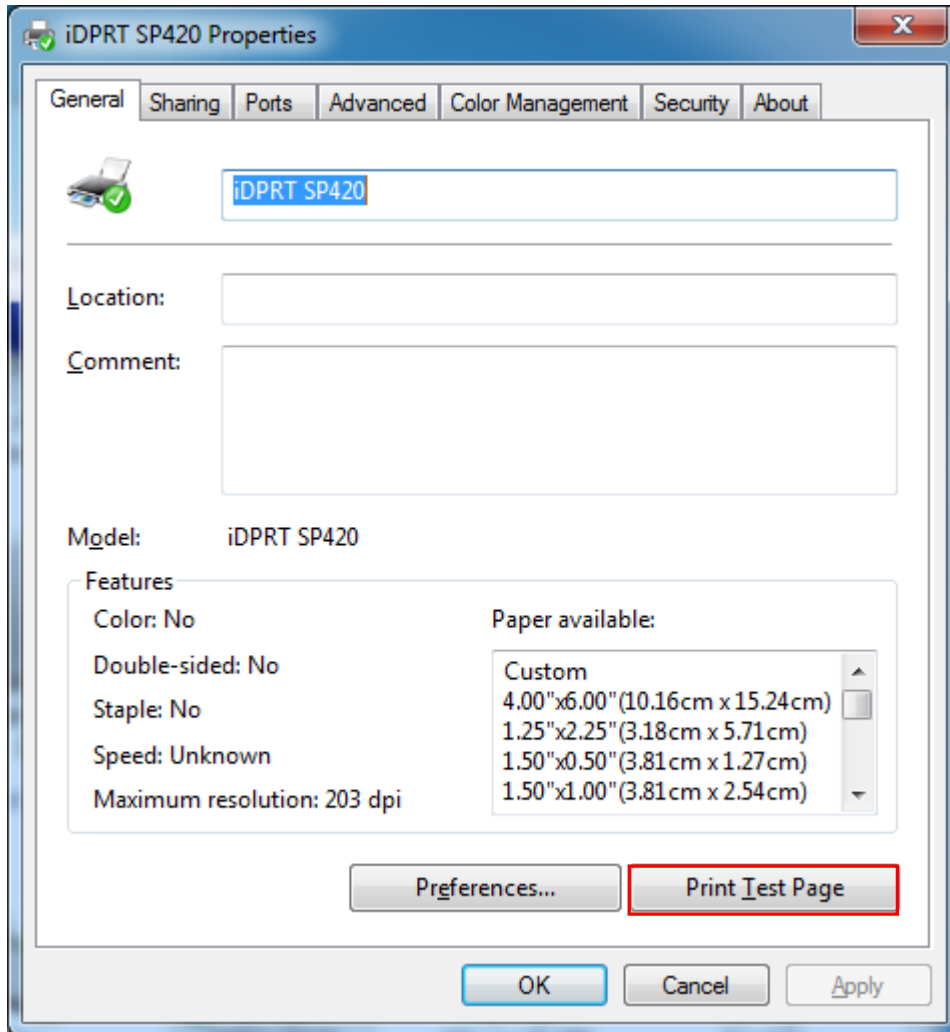 iDPRT SP420 Properties
General Sharing Ports Advanced Color Management Security About
iDPRT SP420
Location:
Comment:
Model: iDPRT SP420
Features
Color: No
Double-sided: No
Staple: No
Speed: Unknown
Maximum resolution: 203 dpi
Paper available:
Custom
4.00"x6.00"(10.16cm x 15.24cm)
1.25"x2.25"(3.18cm x 5.71cm)
1.50"x0.50"(3.81cm x 1.27cm)
1.50"x1.00"(3.81cm x 2.54cm)
Preferences... Print Test Page
OK Cancel Apply